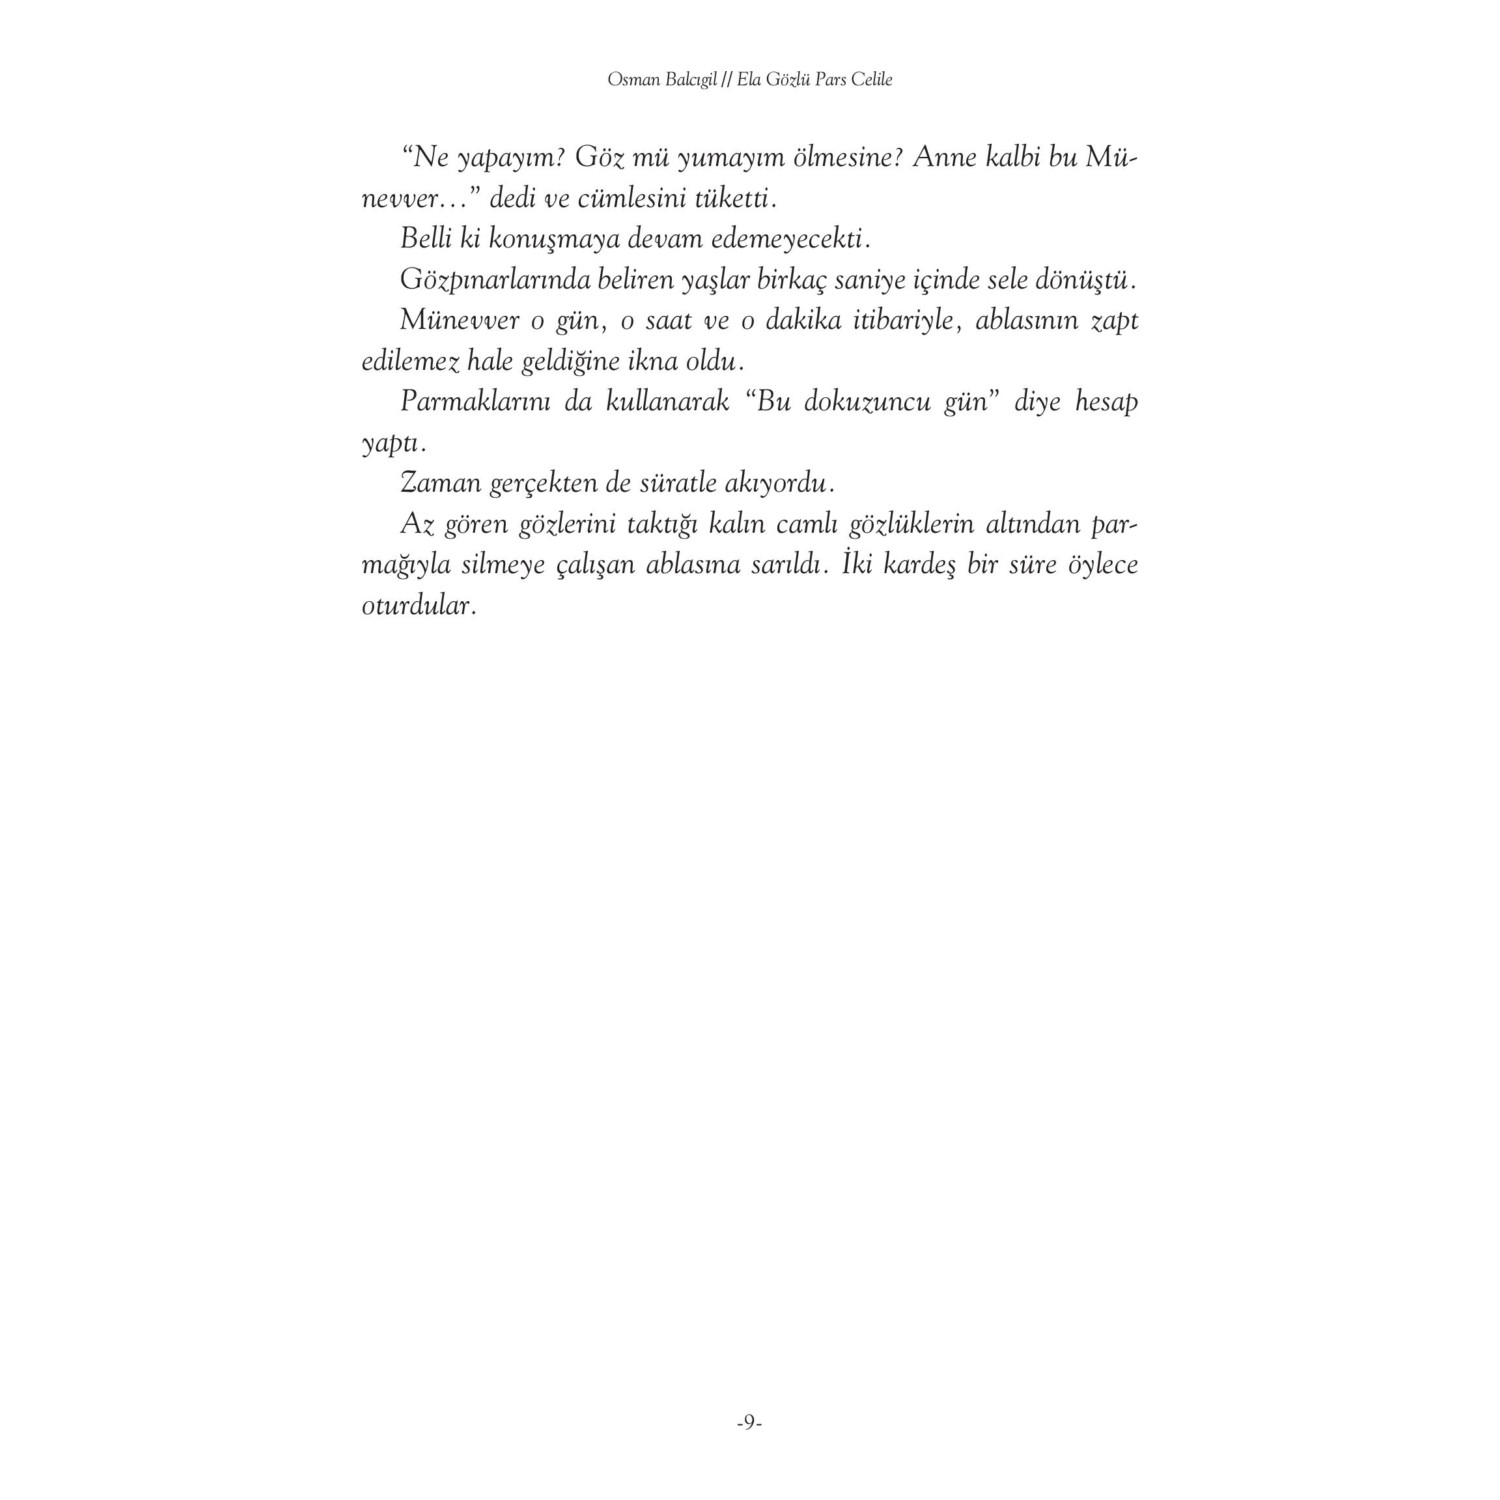 Osman Balcıgil // Ela Gözlü Pars Celile
“Ne yapayım? Göz mü yumayım ölmesine? Anne kalbi bu Mü-
nevver...” dedi ve cümlesini tüketti.
Belli ki konuşmaya devam edemeyecekti.
Gözpınarlarında beliren yaşlar birkaç saniye içinde sele dönüştü.
Münevver o gün, o saat ve o dakika itibariyle, ablasının zapt
edilemez hale geldiğine ikna oldu.
Parmaklarını da kullanarak “Bu dokuzuncu gün” diye hesap
yaptı.
Zaman gerçekten de süratle akıyordu.
Az gören gözlerini taktığı kalın camlı gözlüklerin altından par-
mağıyla silmeye çalışan ablasına sarıldı. İki kardeş bir süre öylece
oturdular.
-9-